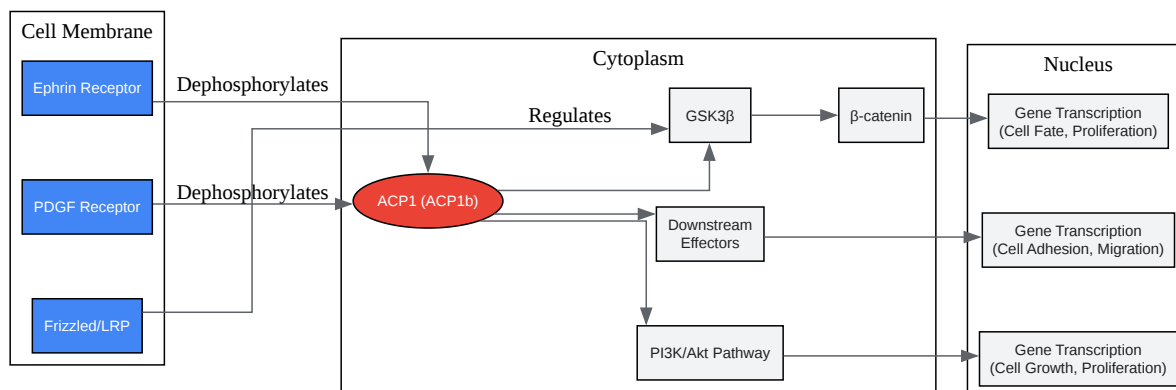 Cell Membrane
Ephrin Receptor
PDGF Receptor
Frizzled/LRP
Dephosphorylates
Dephosphorylates
Regulates
Cytoplasm
ACP1 (ACP1b)
GSK3β
β-catenin
Downstream
Effectors
PI3K/Akt Pathway
Nucleus
Gene Transcription
(Cell Fate, Proliferation)
Gene Transcription
(Cell Adhesion, Migration)
Gene Transcription
(Cell Growth, Proliferation)